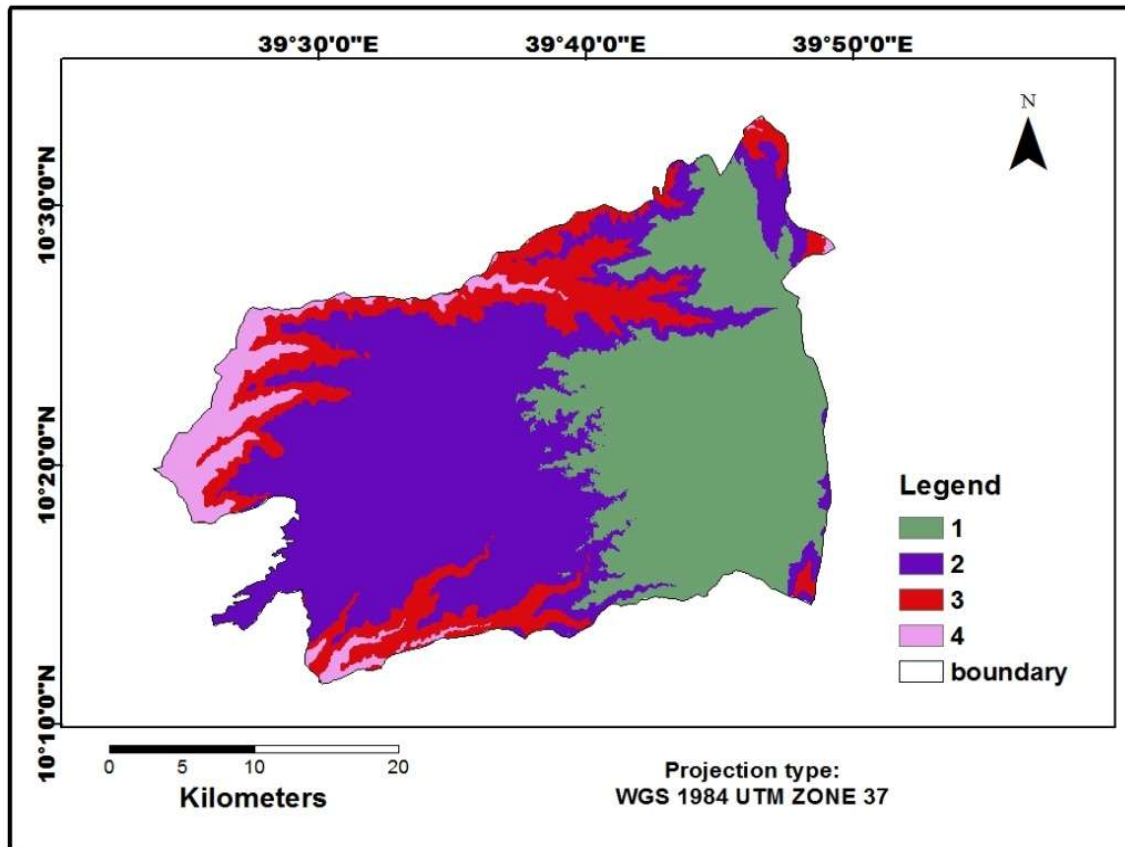 39°30'0"E 39°40'0"E 39°50'0"E
N
10°30'0"N
10°20'0"N
10°10'0"N
Legend
1
2
3
4
boundary
0 5 10 20
Kilometers
Projection type:
WGS 1984 UTM ZONE 37